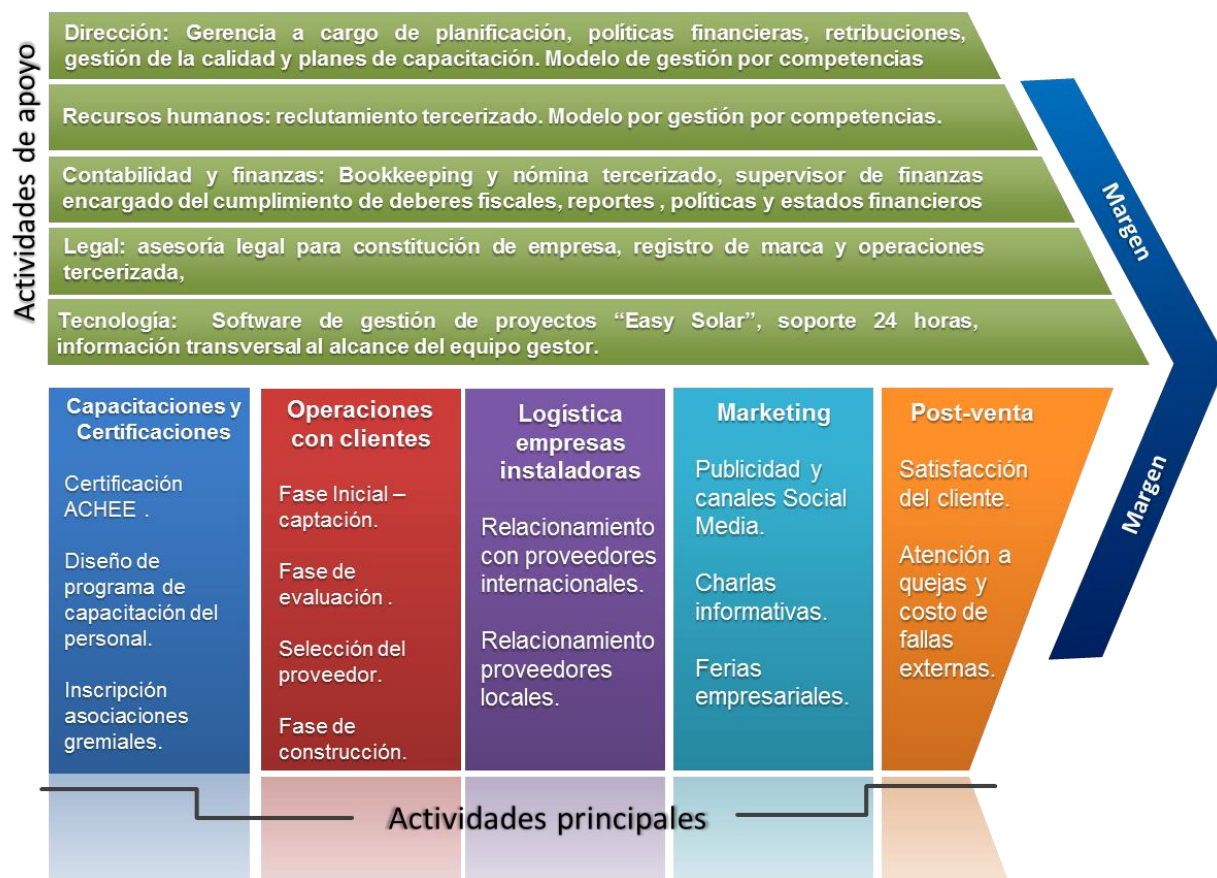 Actividades de apoyo
Dirección: Gerencia a cargo de planificación, políticas financieras, retribuciones,
gestión de la calidad y planes de capacitación. Modelo de gestión por competencias
Recursos humanos: reclutamiento tercerizado. Modelo por gestión por competencias.
Contabilidad y finanzas: Bookkeeping y nómina tercerizado, supervisor de finanzas
encargado del cumplimiento de deberes fiscales, reportes , políticas y estados financieros
Legal: asesoría legal para constitución de empresa, registro de marca y operaciones
tercerizada,
Tecnología: Software de gestión de proyectos “Easy Solar”, soporte 24 horas,
información transversal al alcance del equipo gestor.
Margen
Margen
Capacitaciones y
Certificaciones
Certificación
ACHEE .
Diseño de
programa de
capacitación del
personal.
Inscripción
asociaciones
gremiales.
Operaciones
con clientes
Fase Inicial –
captación.
Fase de
evaluación .
Selección del
proveedor.
Fase de
construcción.
Logística
empresas
instaladoras
Relacionamiento
con proveedores
internacionales.
Relacionamiento
proveedores
locales.
Marketing
Publicidad y
canales Social
Media.
Charlas
informativas.
Ferias
empresariales.
Post-venta
Satisfacción
del cliente.
Atención a
quejas y
costo de
fallas
externas.
Actividades principales